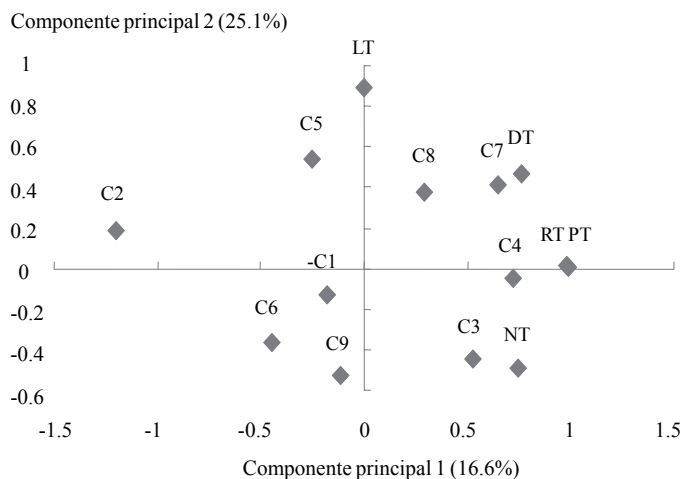 Componente principal 2 (25.1%)
LT
1
0.8
C5
C8
C7
DT
0.6
0.4
C2
0.2
RT PT
C4
0
-C1
-0.2
C6
C9
C3
NT
-0.4
-0.6
-1.5
-1
-0.5
0
0.5
1
1.5
Componente principal 1 (16.6%)